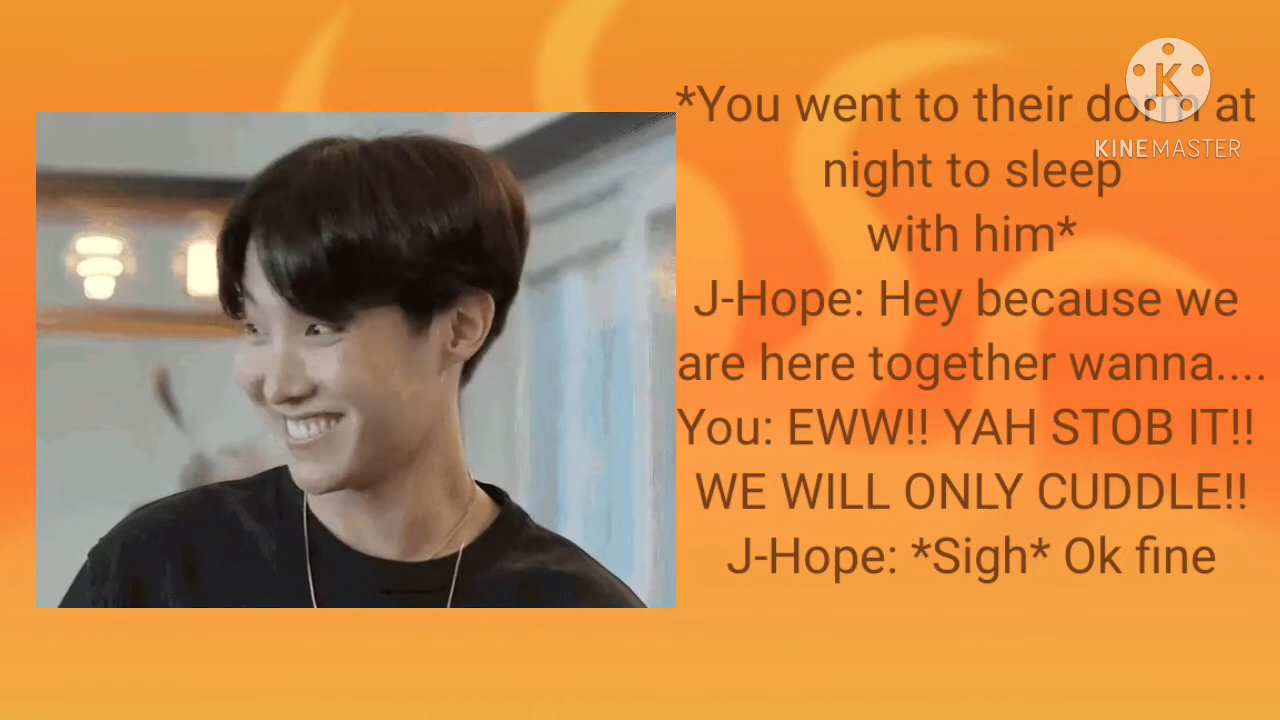 *You went to their dorm at
night to sleep
with him*
J-Hope: Hey because we
are here together wanna....
You: EWW!! YAH STOB IT!!
WE WILL ONLY CUDDLE!!
J-Hope: *Sigh* Ok fine
K
KINEMASTER